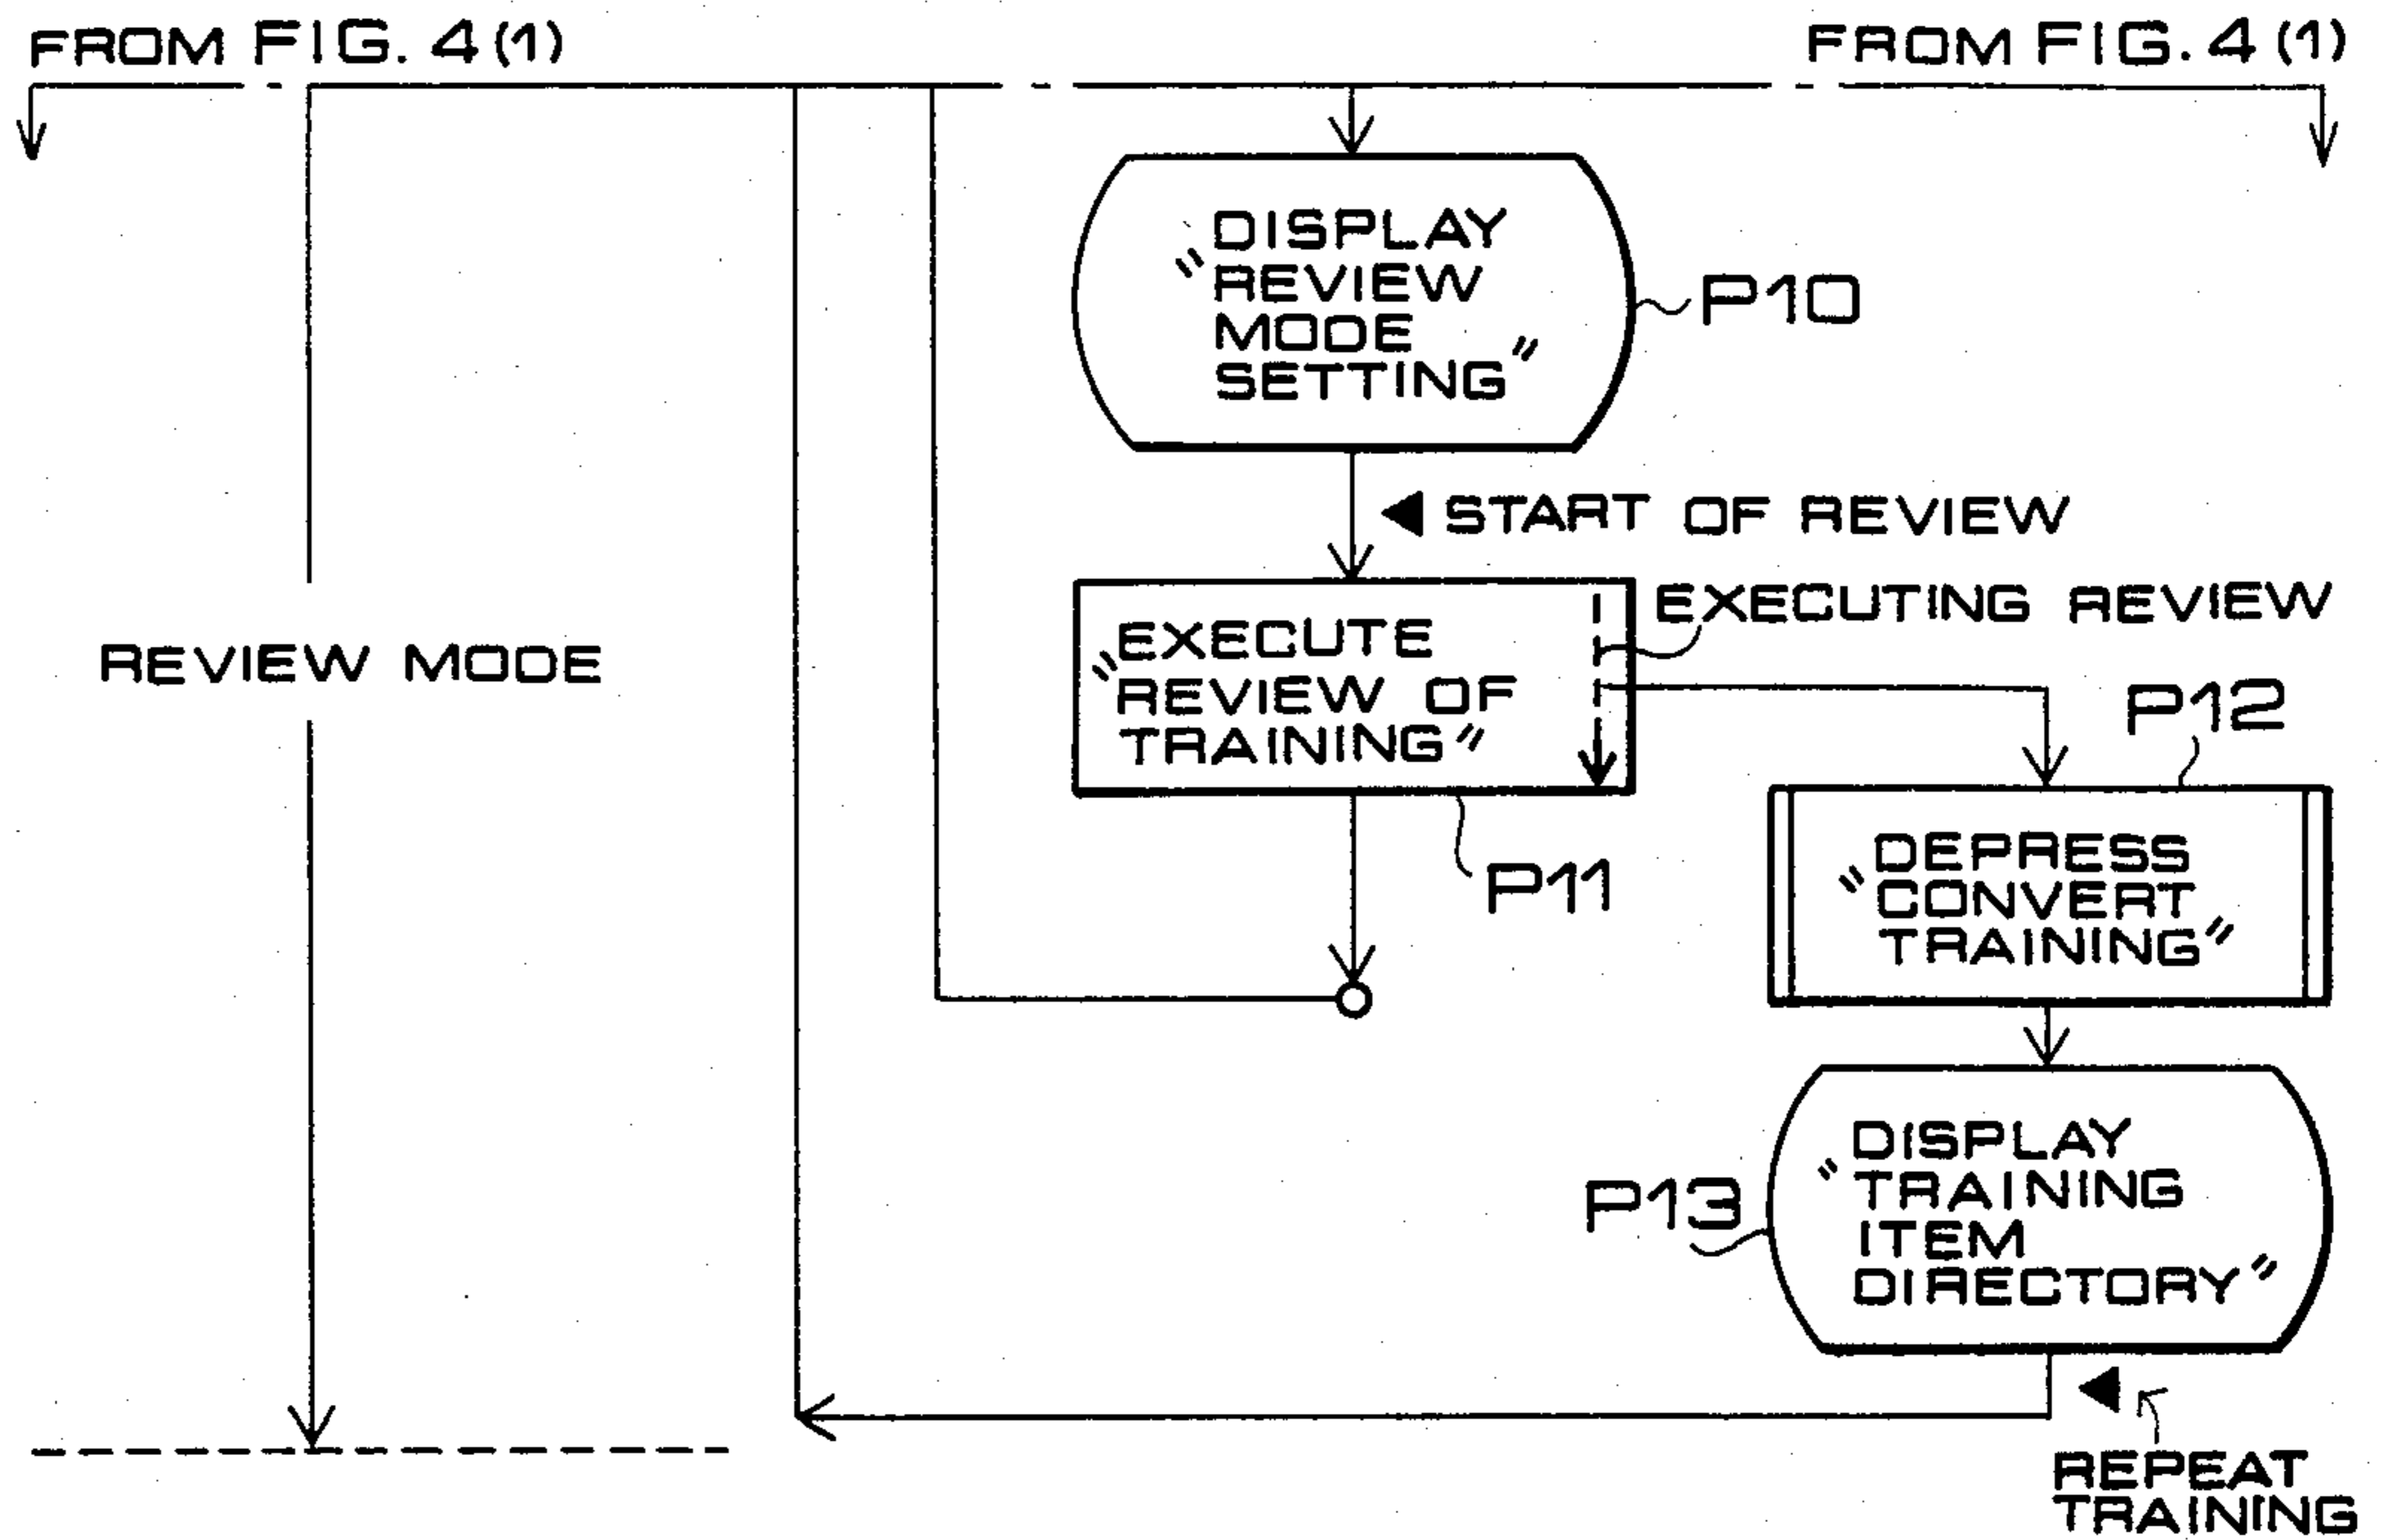 FROM FIG. 4 (1)
FROM FIG. 4 (1)
"DISPLAY
REVIEW
MODE
SETTING"
P10
START OF REVIEW
EXECUTING REVIEW
"EXECUTE
REVIEW OF
TRAINING"
REVIEW MODE
P12
P11
"DEPRESS
CONVERT
TRAINING"
P13
"DISPLAY
TRAINING
ITEM
DIRECTORY"
REPEAT
TRAINING